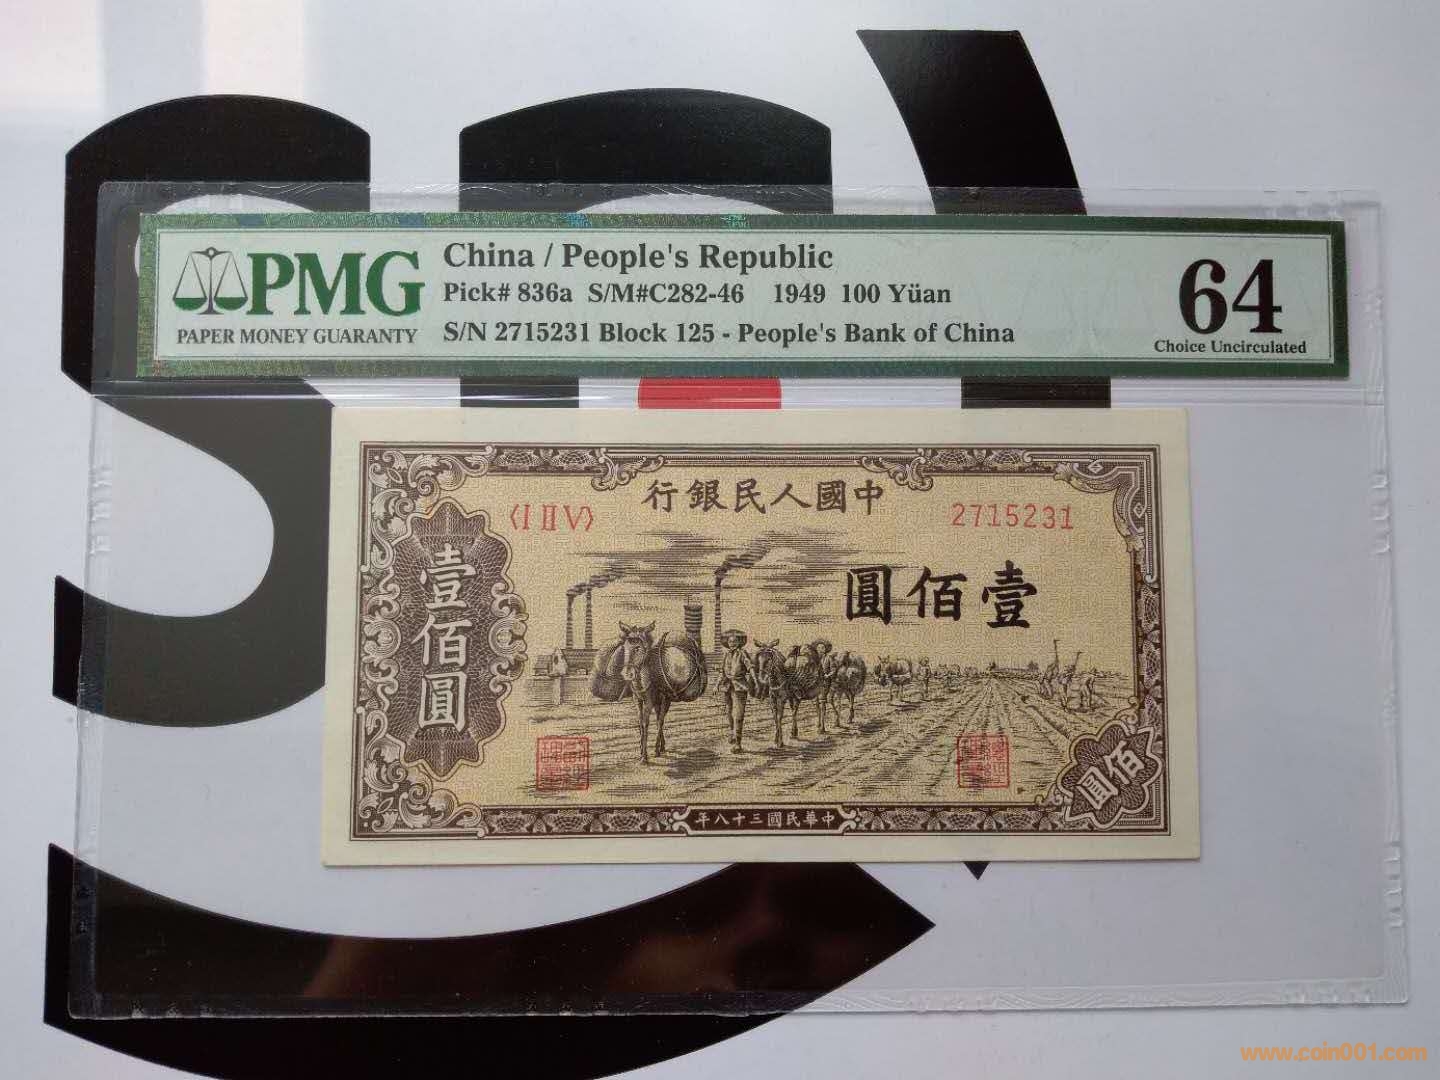 PMG
PAPER MONEY GUARANTY
China / People's Republic
Pick# 836a S/M#C282-46 1949 100 Yüan
S/N 2715231 Block 125 - People's Bank of China
64
Choice Uncirculated
行銀民人國中
〈I II V〉
2715231
圓佰壹
壹佰圓
佰圓
年八十三國民華中
www.coin001.com